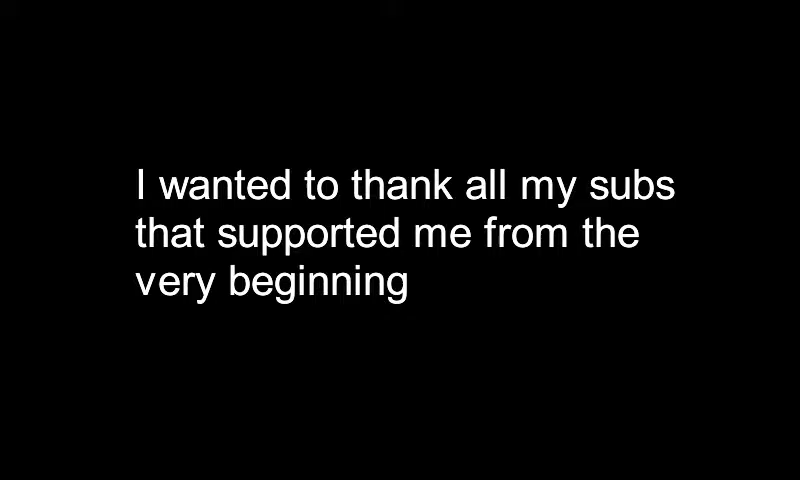 I wanted to thank all my subs
that supported me from the
very beginning